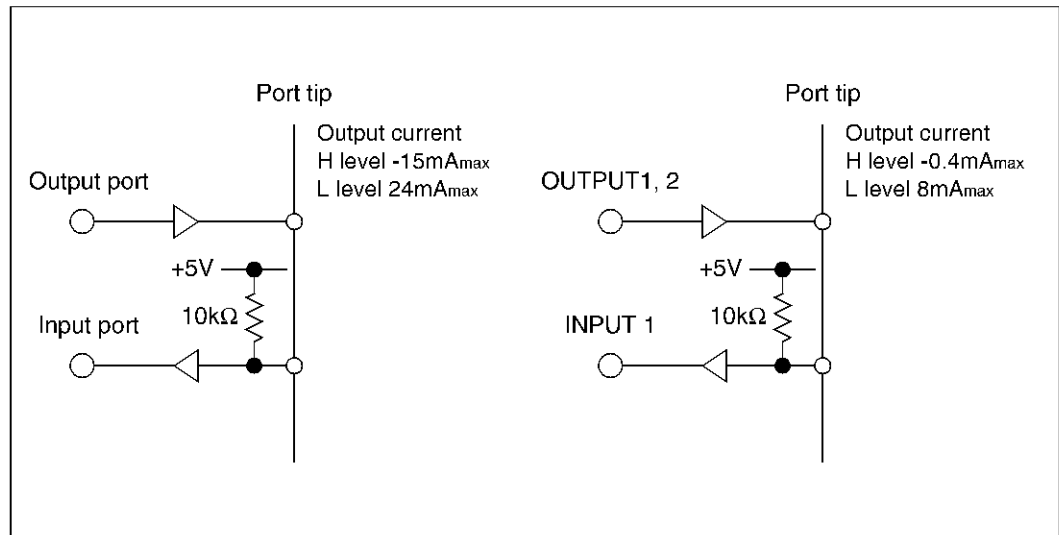 Port tip
Output current
H level -15mAmax
L level 24mAmax
Output port
+5V
10kΩ
Input port
Port tip
Output current
H level -0.4mAmax
L level 8mAmax
OUTPUT1, 2
+5V
10kΩ
INPUT 1